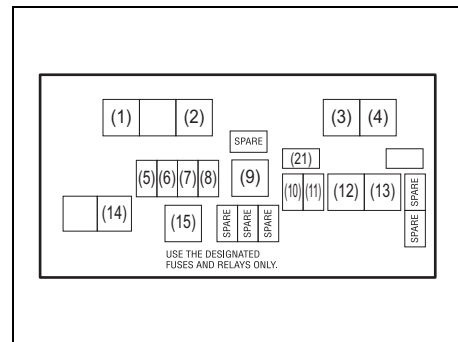 (1) (2) (3) (4)
SPARE
(21)
(5) (6) (7) (8) (9) (10) (11) (12) (13) SPARE
(14) (15) SPARE SPARE SPARE SPARE
USE THE DESIGNATED
FUSES AND RELAYS ONLY.